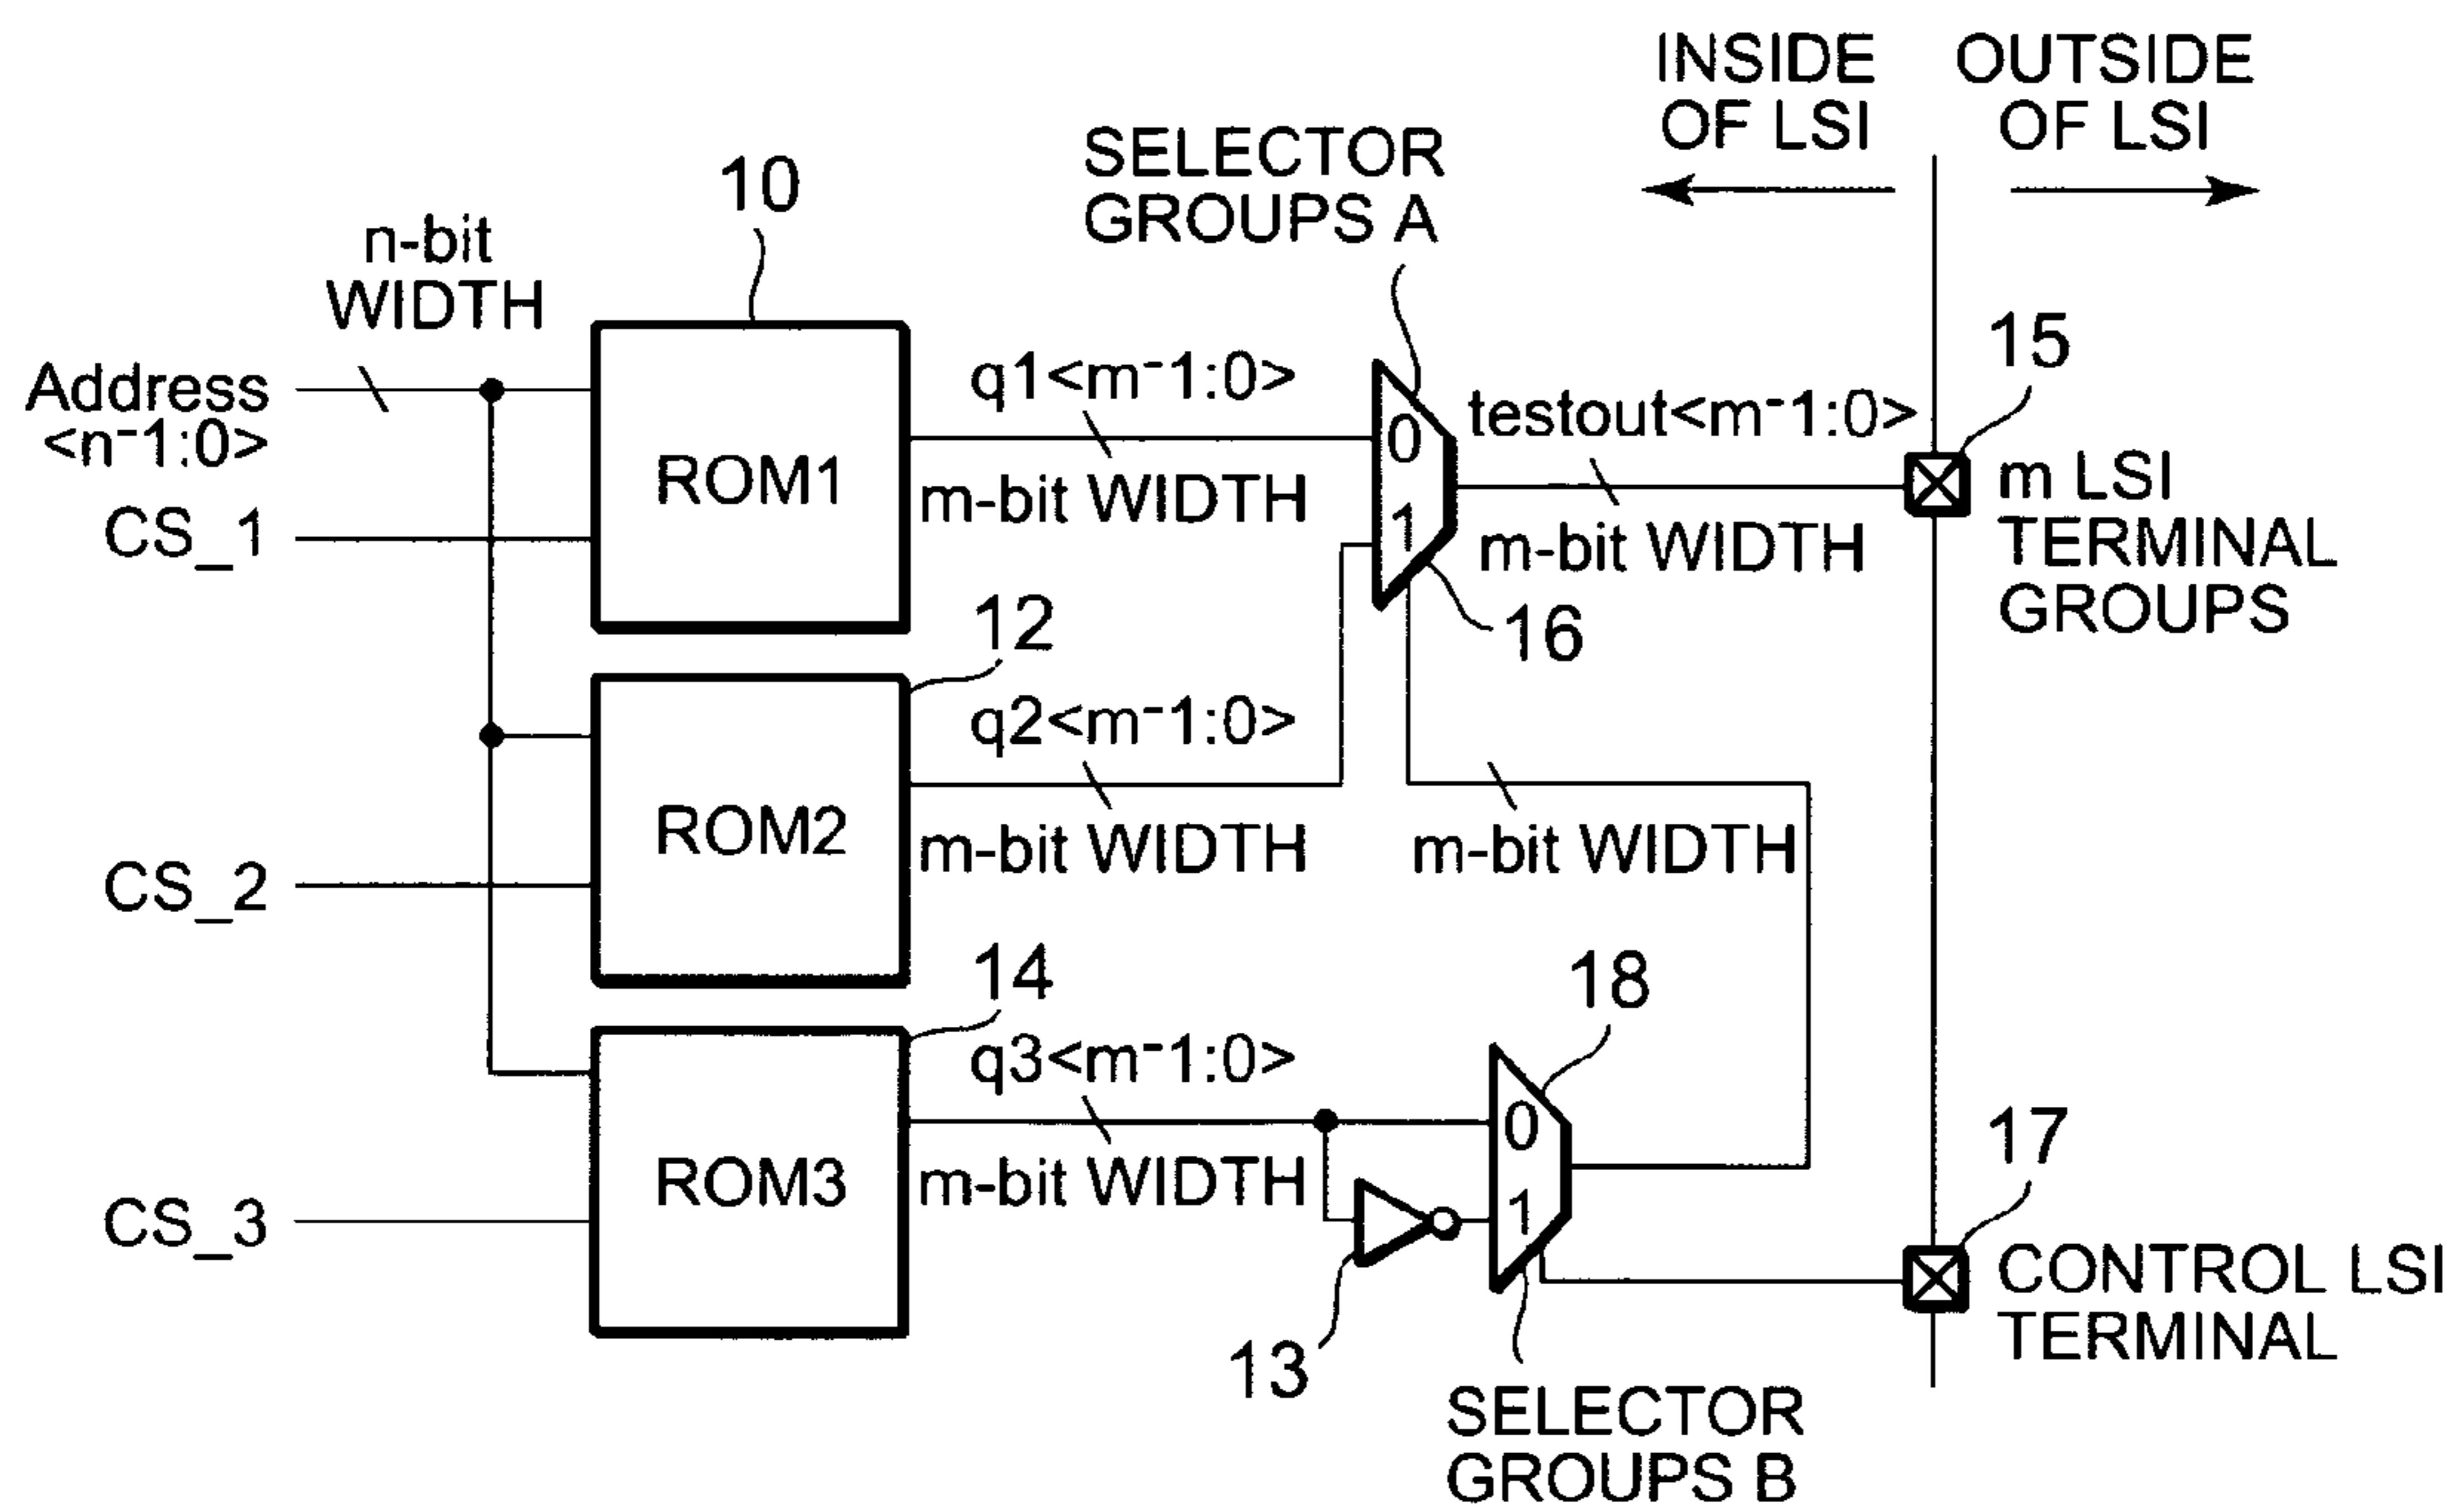 INSIDE
OF LSI
OUTSIDE
OF LSI
SELECTOR
GROUPS A
10
n-bit
WIDTH
Address
<n-1:0>
CS_1
ROM1
q1<m-1:0>
m-bit WIDTH
0
1
16
testout<m-1:0>
m-bit WIDTH
15
m LSI
TERMINAL
GROUPS
12
CS_2
ROM2
q2<m-1:0>
m-bit WIDTH
m-bit WIDTH
14
CS_3
ROM3
q3<m-1:0>
m-bit WIDTH
13
18
0
1
SELECTOR
GROUPS B
17
CONTROL LSI
TERMINAL